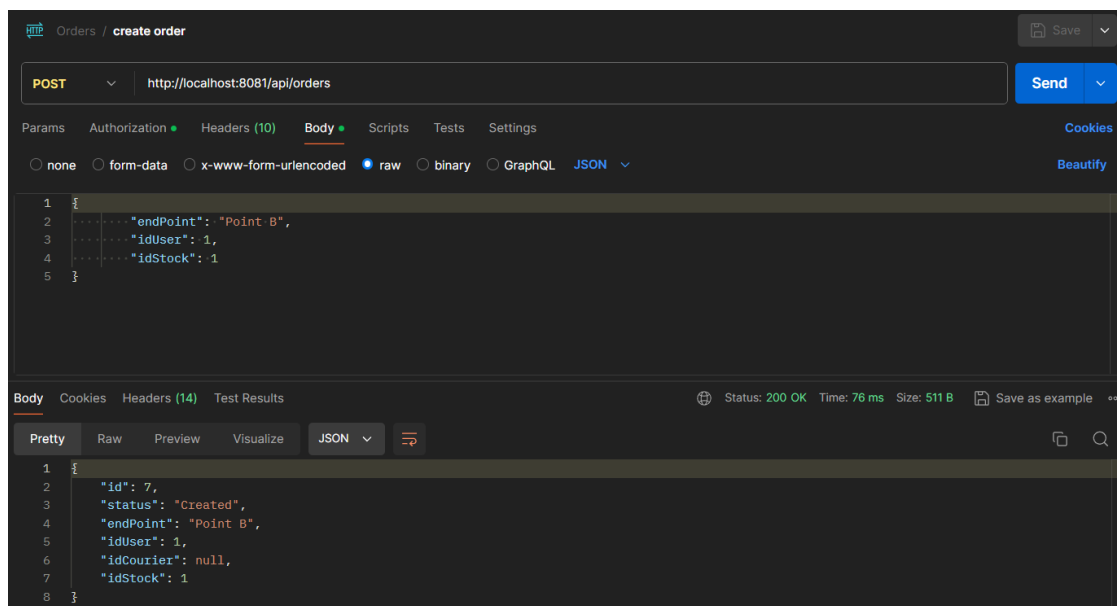 HTTP Orders / create order Save
POST http://localhost:8081/api/orders Send
Params Authorization Headers (10) Body Scripts Tests Settings Cookies
none form-data x-www-form-urlencoded raw binary GraphQL JSON Beautify
1 {
2 "endPoint": "Point B",
3 "idUser": 1,
4 "idStock": 1
5 }
Body Cookies Headers (14) Test Results Status: 200 OK Time: 76 ms Size: 511 B Save as example
Pretty Raw Preview Visualize JSON
1 {
2 "id": 7,
3 "status": "Created",
4 "endPoint": "Point B",
5 "idUser": 1,
6 "idCourier": null,
7 "idStock": 1
8 }